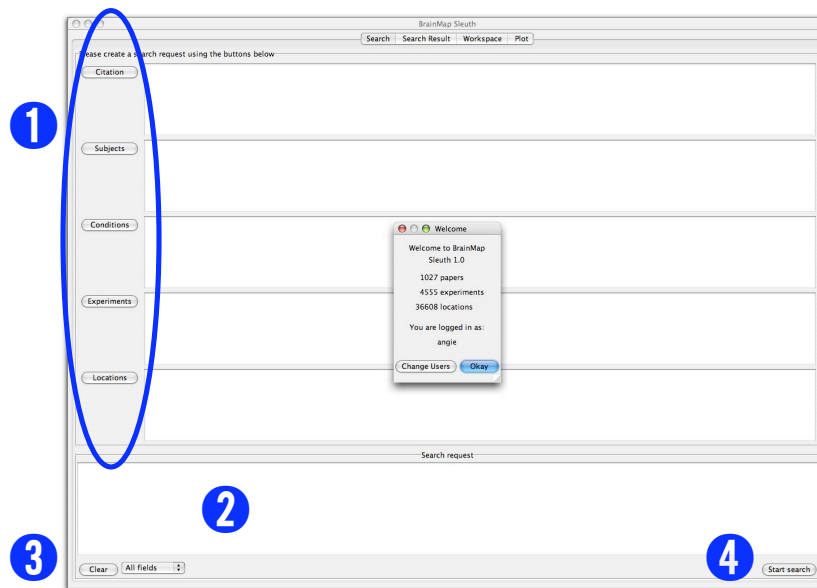 BrainMap Sleuth
Search Search Result Workspace Plot
Please create a search request using the buttons below
Citation
1
Subjects
Conditions
Welcome
Welcome to BrainMap
Sleuth 1.0
1027 papers
4555 experiments
36608 locations
You are logged in as:
angie
Change Users Okay
Experiments
Locations
Search request
2
3
Clear All fields
4
Start search